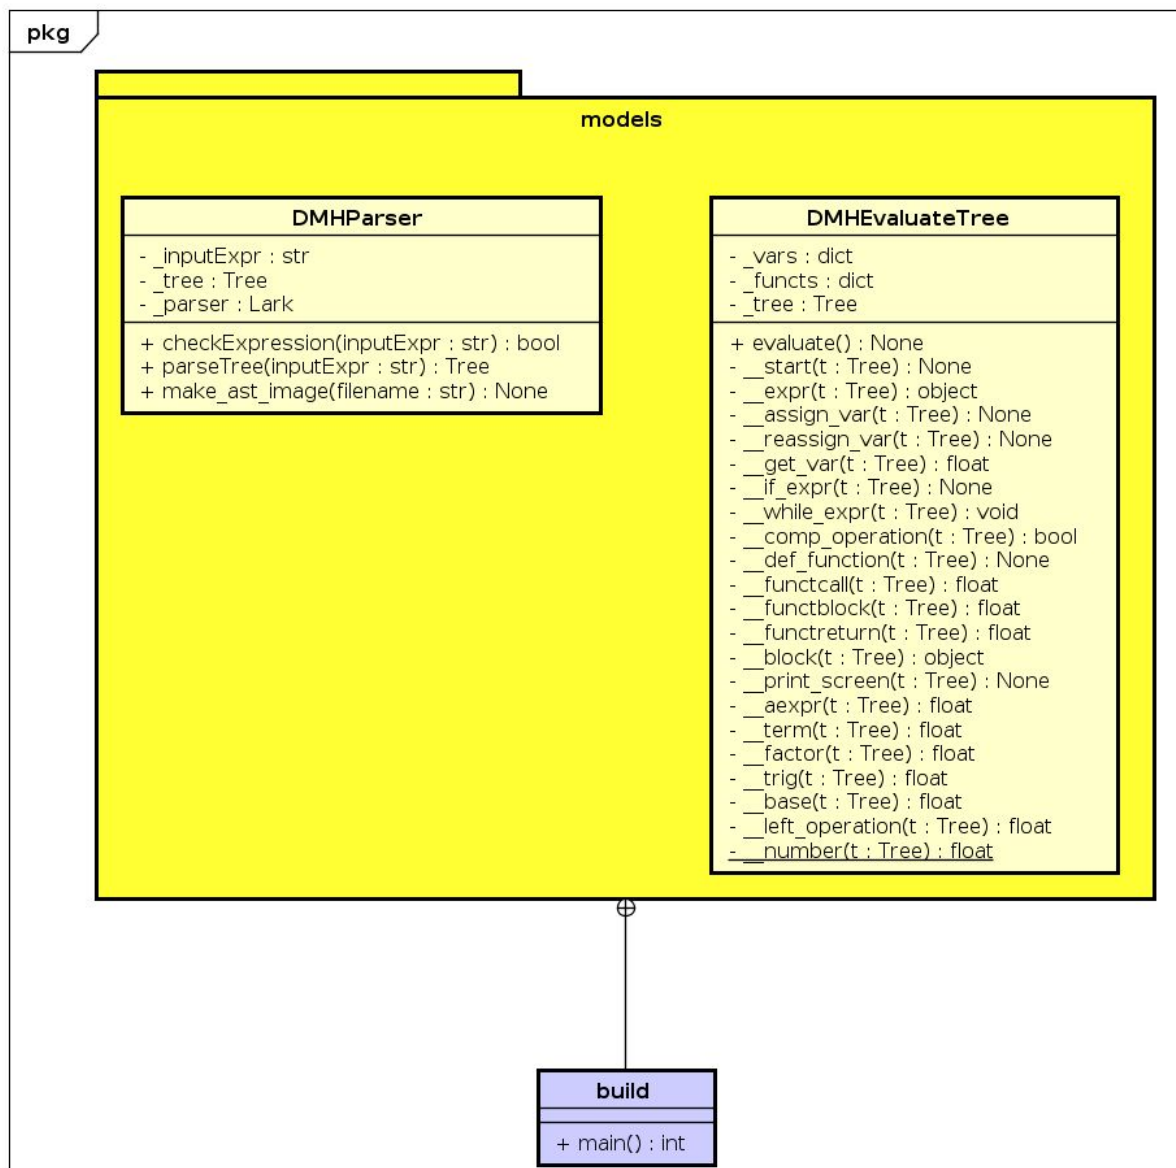 pkg
models
DMHParser
- _inputExpr : str
- _tree : Tree
- _parser : Lark
+ checkExpression(inputExpr : str) : bool
+ parseTree(inputExpr : str) : Tree
+ make_ast_image(filename : str) : None
DMHEvaluateTree
- _vars : dict
- _functs : dict
- _tree : Tree
+ evaluate() : None
- __start(t : Tree) : None
- __expr(t : Tree) : object
- __assign_var(t : Tree) : None
- __reassign_var(t : Tree) : None
- __get_var(t : Tree) : float
- __if_expr(t : Tree) : None
- __while_expr(t : Tree) : void
- __comp_operation(t : Tree) : bool
- __def_function(t : Tree) : None
- __functcall(t : Tree) : float
- __functblock(t : Tree) : float
- __functreturn(t : Tree) : float
- __block(t : Tree) : object
- __print_screen(t : Tree) : None
- __aexpr(t : Tree) : float
- __term(t : Tree) : float
- __factor(t : Tree) : float
- __trig(t : Tree) : float
- __base(t : Tree) : float
- __left_operation(t : Tree) : float
- __number(t : Tree) : float
build
+ main() : int